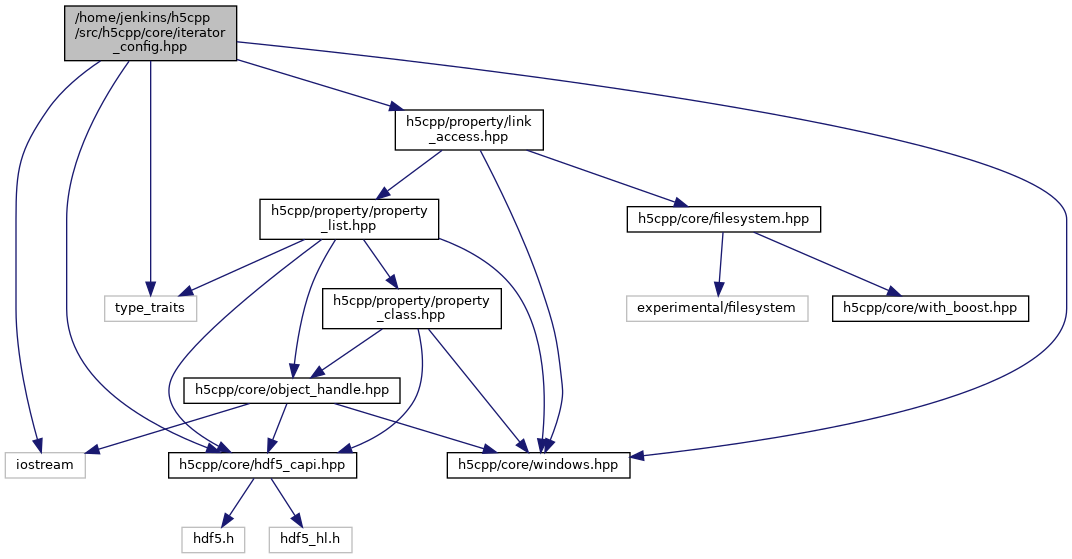 /home/jenkins/h5cpp
/src/h5cpp/core/iterator
_config.hpp
h5cpp/property/link
_access.hpp
h5cpp/property/property
_list.hpp
h5cpp/core/filesystem.hpp
type_traits
h5cpp/property/property
_class.hpp
experimental/filesystem
h5cpp/core/with_boost.hpp
h5cpp/core/object_handle.hpp
iostream
h5cpp/core/hdf5_capi.hpp
h5cpp/core/windows.hpp
hdf5.h
hdf5_hl.h